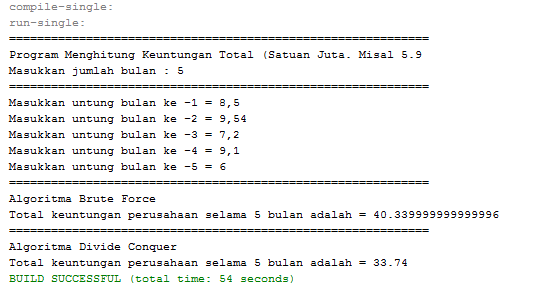 compile-single:
run-single:
============================================================
Program Menghitung Keuntungan Total (Satuan Juta. Misal 5.9
Masukkan jumlah bulan : 5
============================================================
Masukkan untung bulan ke -1 = 8,5
Masukkan untung bulan ke -2 = 9,54
Masukkan untung bulan ke -3 = 7,2
Masukkan untung bulan ke -4 = 9,1
Masukkan untung bulan ke -5 = 6
============================================================
Algoritma Brute Force
Total keuntungan perusahaan selama 5 bulan adalah = 40.339999999999996
============================================================
Algoritma Divide Conquer
Total keuntungan perusahaan selama 5 bulan adalah = 33.74
BUILD SUCCESSFUL (total time: 54 seconds)